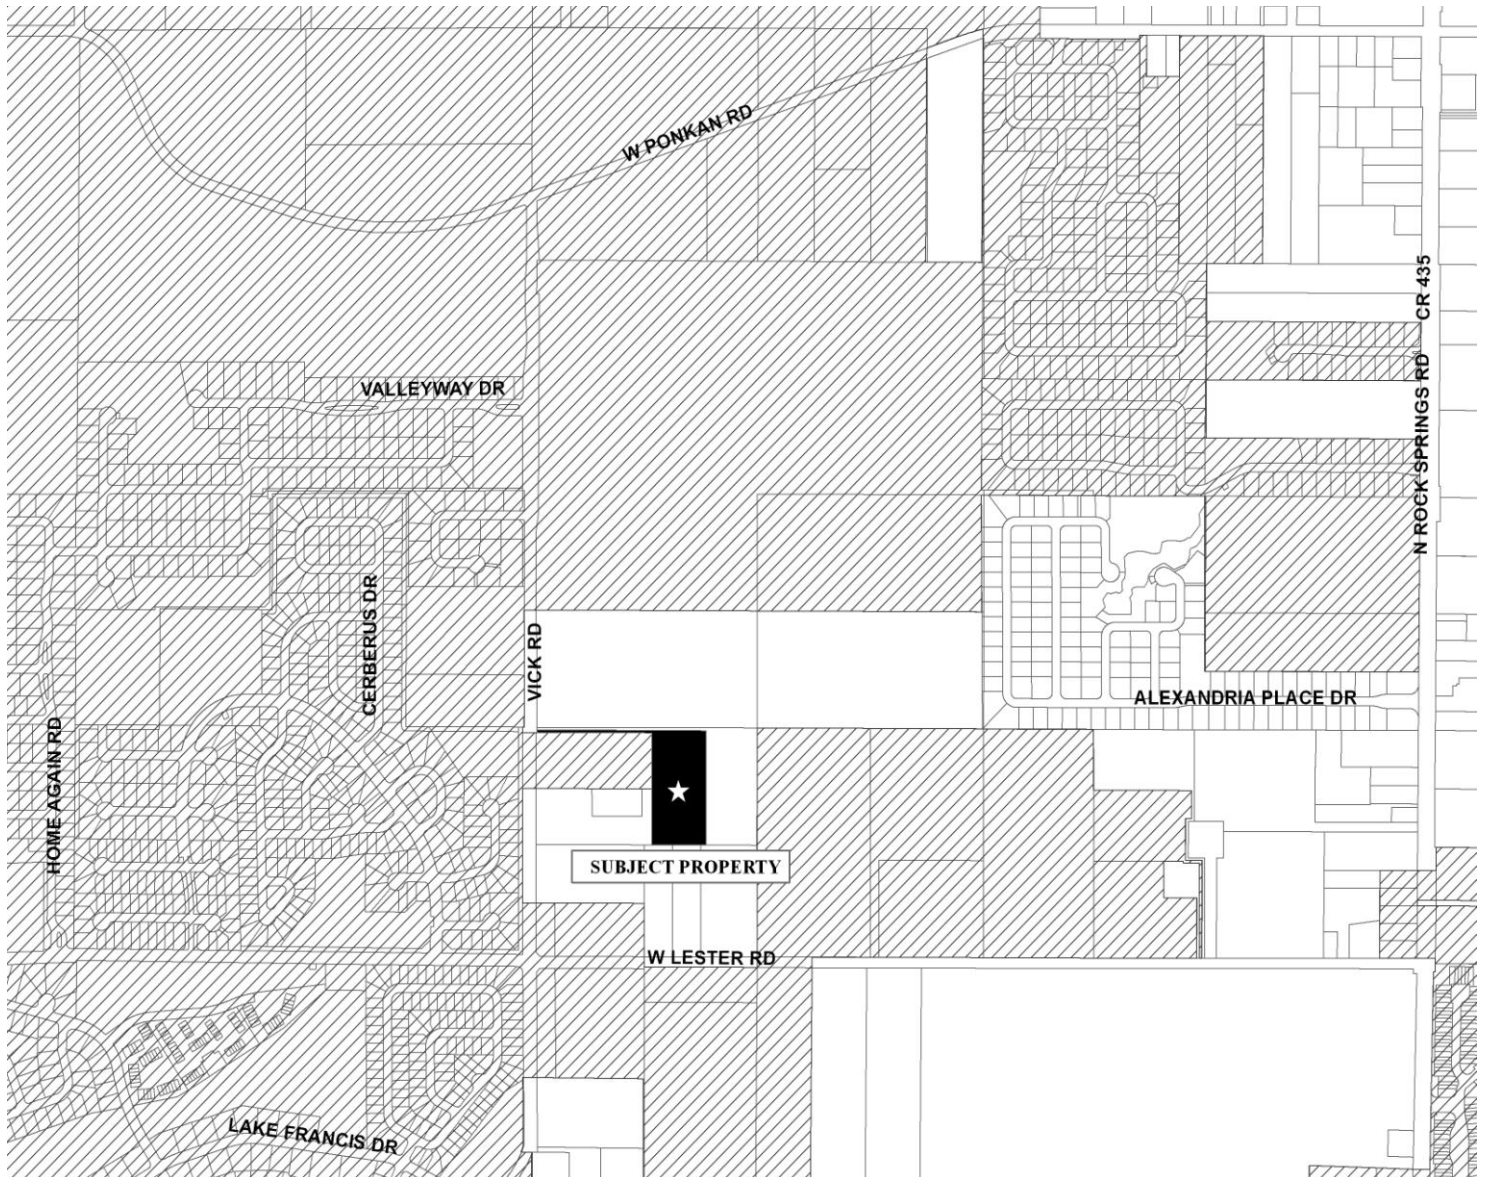 W PONKAN RD
N ROCK SPRINGS RD CR 435
VALLEYWAY DR
CERBERUS DR
VICK RD
ALEXANDRIA PLACE DR
HOME AGAIN RD
SUBJECT PROPERTY
W LESTER RD
LAKE FRANCIS DR